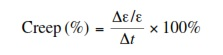 Creep (%) = Δε/ε / Δt × 100%